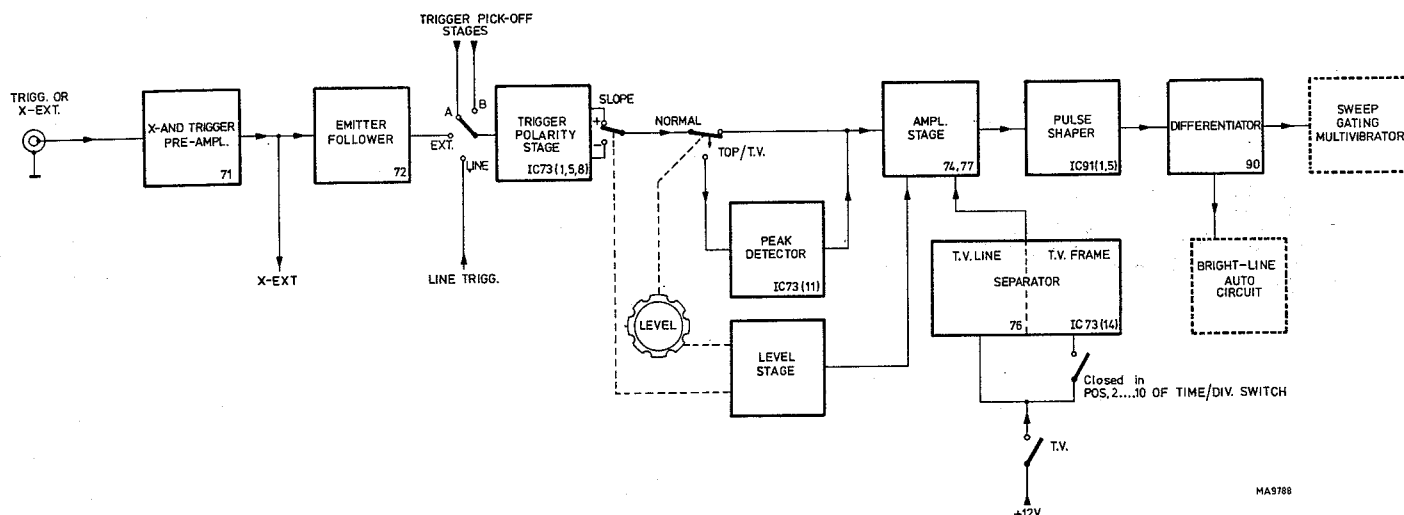 TRIGGER PICK-OFF
STAGES
TRIGG. OR
X-EXT.
X-AND TRIGGER
PRE-AMPL.
71
X-EXT
EMITTER
FOLLOWER
72
A
B
EXT.
LINE
LINE TRIGG.
TRIGGER
POLARITY
STAGE
IC73(1,5,8)
SLOPE
+
-
NORMAL
TOP/T.V.
PEAK
DETECTOR
IC73(11)
LEVEL
LEVEL
STAGE
AMPL.
STAGE
74,77
PULSE
SHAPER
IC91(1,5)
DIFFERENTIATOR
90
SWEEP
GATING
MULTIVIBRATOR
BRIGHT-LINE
AUTO
CIRCUIT
T.V. LINE
T.V. FRAME
SEPARATOR
76
IC73(14)
Closed in
POS,2....10 OF TIME/DIV. SWITCH
T.V.
+12V
MA9788